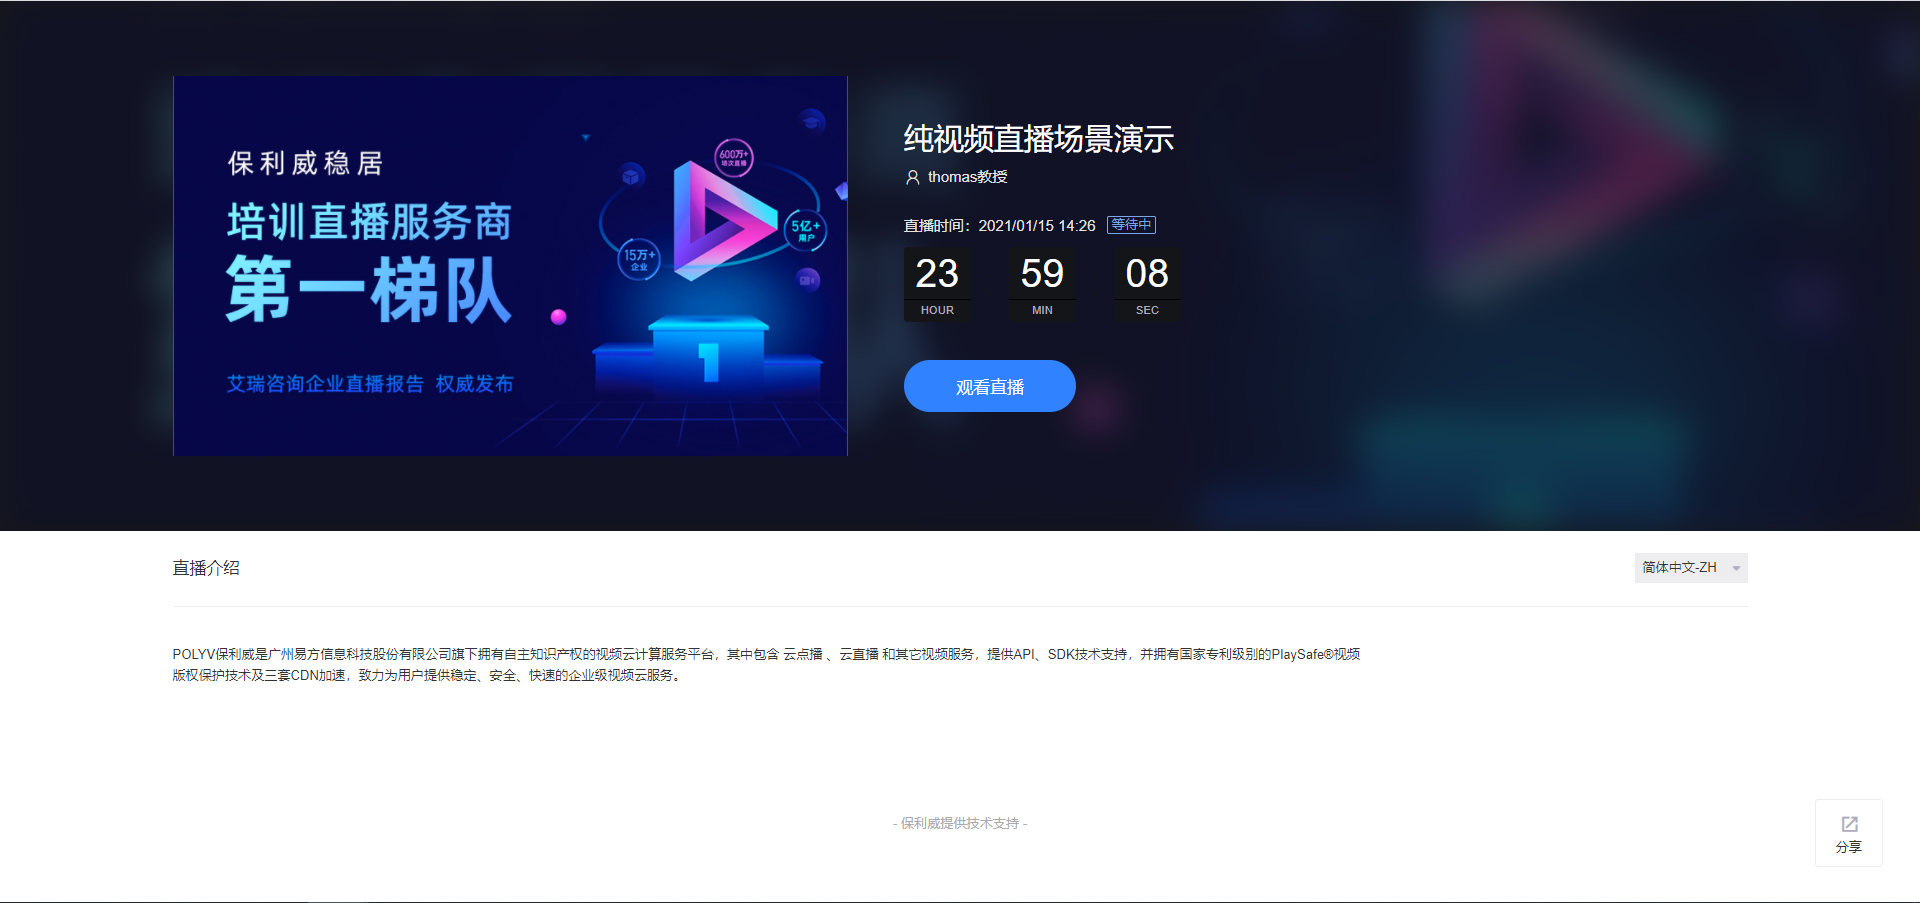 保利威稳居
培训直播服务商
第一梯队
艾瑞咨询企业直播报告 权威发布
600万+
场次直播
5亿+
用户
15万+
企业
1
纯视频直播场景演示
thomas教授
直播时间：2021/01/15 14:26 等待中
23 59 08
HOUR MIN SEC
观看直播
直播介绍
简体中文-ZH
POLYV保利威是广州易方信息科技股份有限公司旗下拥有自主知识产权的视频云计算服务平台，其中包含 云点播 、云直播 和其它视频服务，提供API、SDK技术支持，并拥有国家专利级别的PlaySafe®视频
版权保护技术及三套CDN加速，致力为用户提供稳定、安全、快速的企业级视频云服务。
- 保利威提供技术支持 -
分享